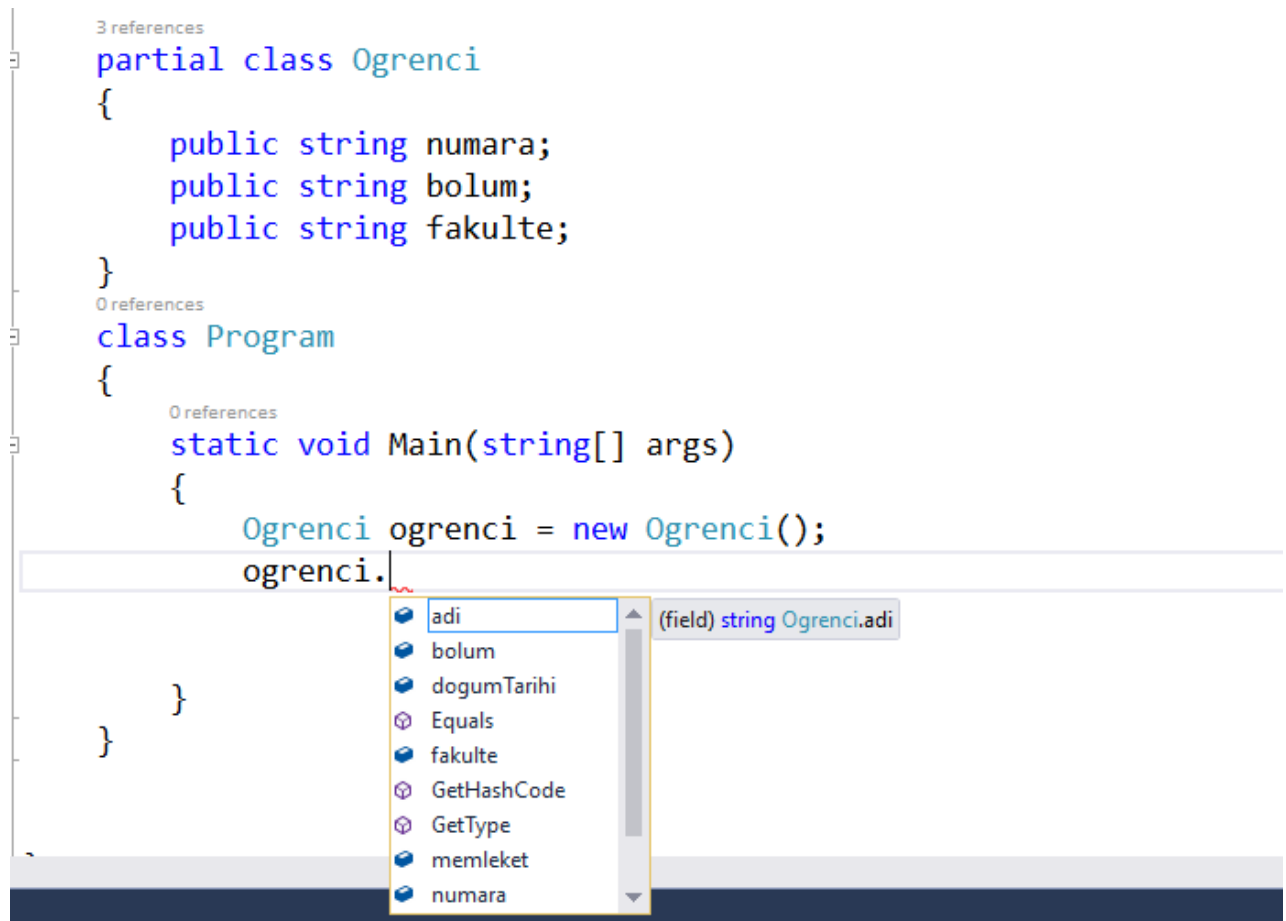 3 references
partial class Ogrenci
{
public string numara;
public string bolum;
public string fakulte;
}
0 references
class Program
{
0 references
static void Main(string[] args)
{
Ogrenci ogrenci = new Ogrenci();
ogrenci.
adi (field) string Ogrenci.adi
bolum
dogumTarihi
}
Equals
}
fakulte
GetHashCode
GetType
memleket
numara